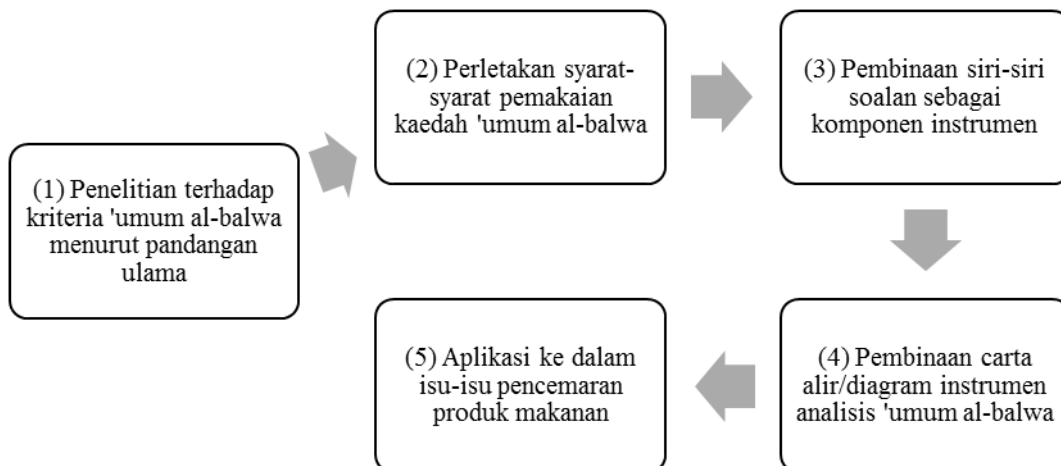 (1) Penelitian terhadap
kriteria 'umum al-balwa
menurut pandangan
ulama
(2) Perletakan syarat-
syarat pemakaian
kaedah 'umum al-balwa
(3) Pembinaan siri-siri
soalan sebagai
komponen instrumen
(4) Pembinaan carta
alir/diagram instrumen
analisis 'umum al-balwa
(5) Aplikasi ke dalam
isu-isu pencemaran
produk makanan